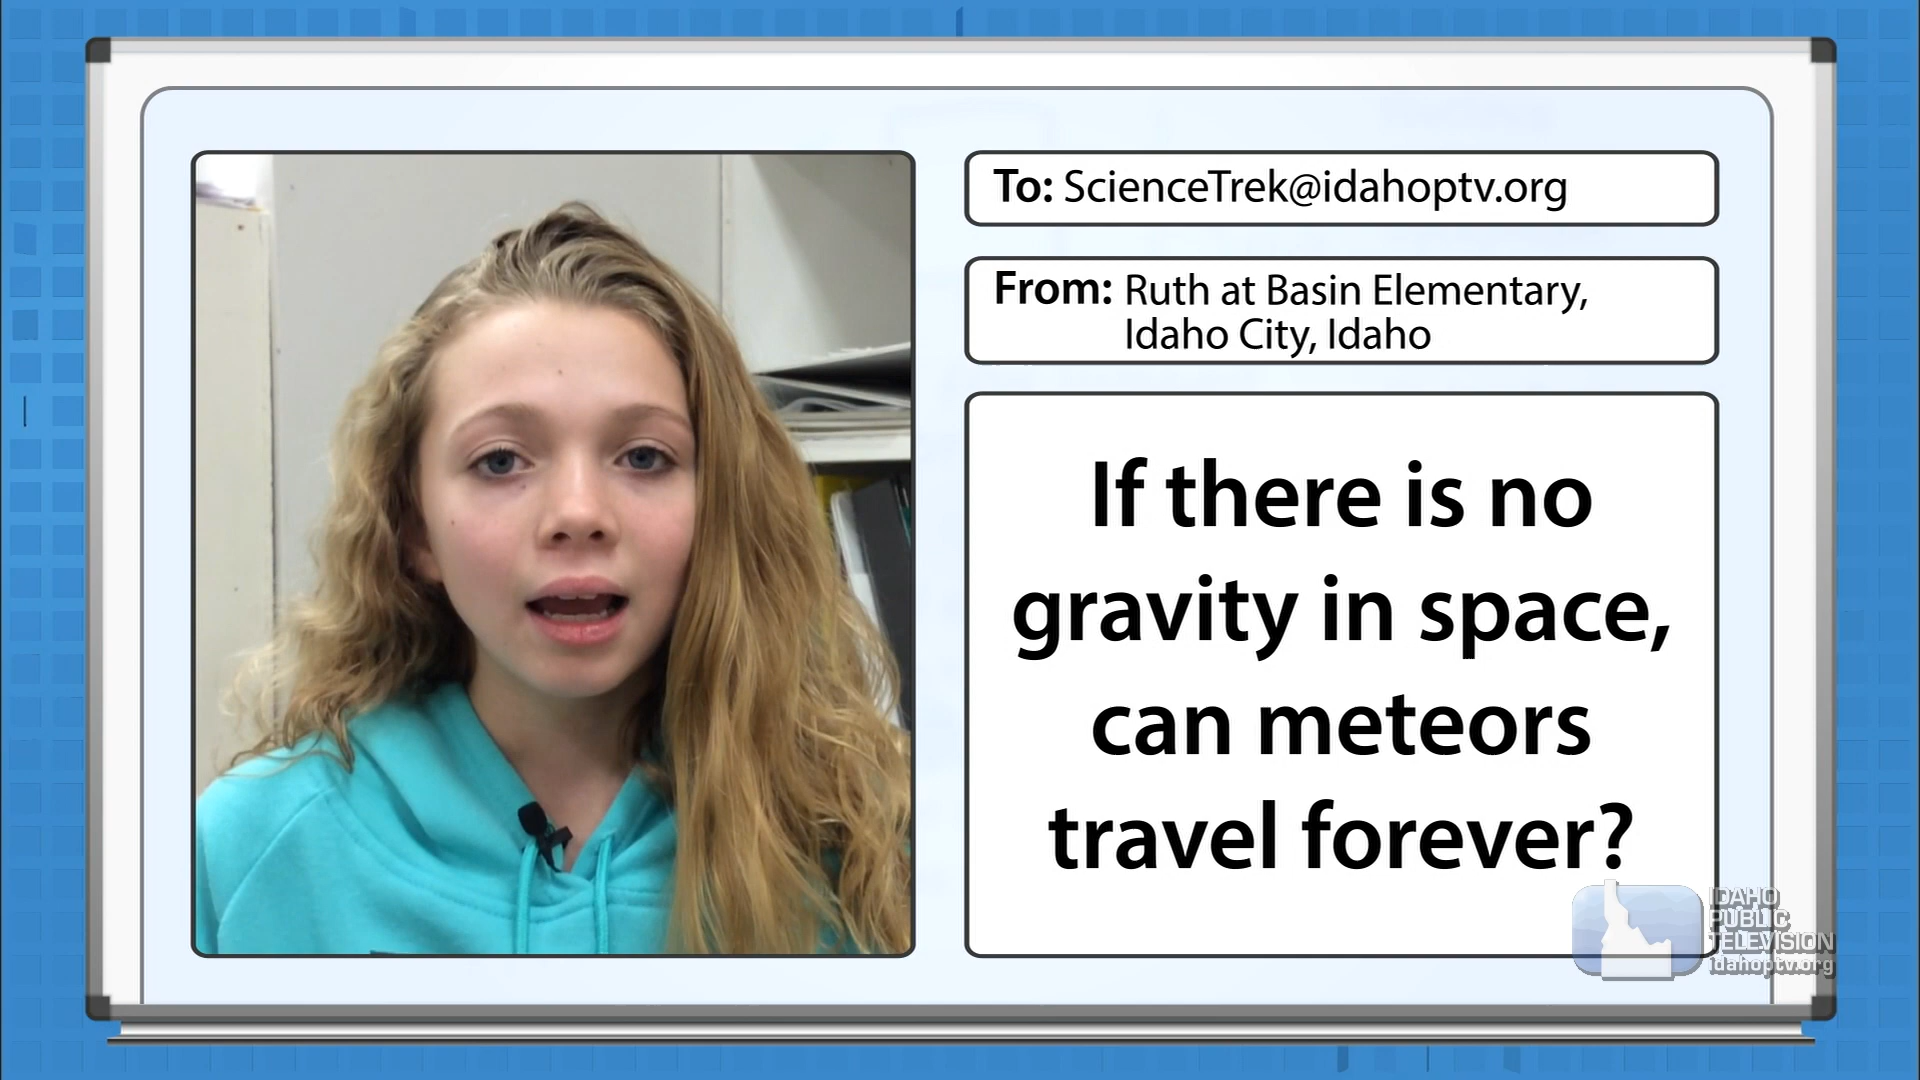 To: ScienceTrek@idahoptv.org
From: Ruth at Basin Elementary,
Idaho City, Idaho
If there is no
gravity in space,
can meteors
travel forever?
IDAHO
PUBLIC
TELEVISION
idahoptv.org